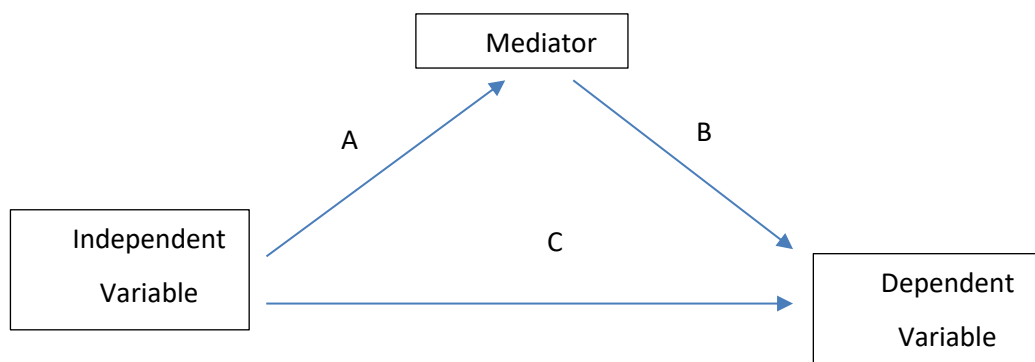 Mediator
A
B
Independent
Variable
C
Dependent
Variable